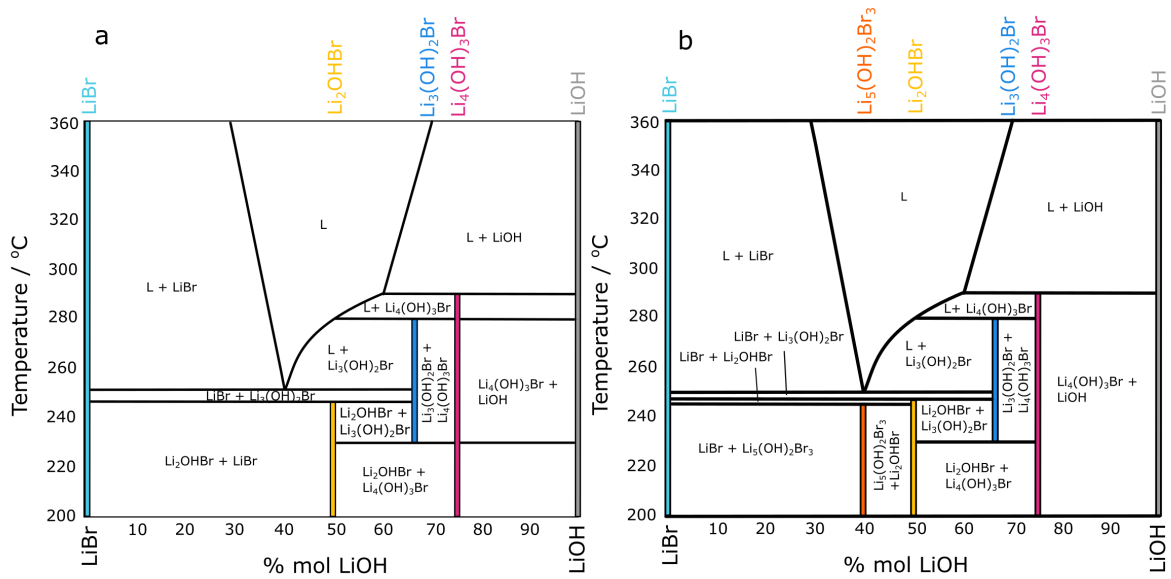 a
LiBr
Li₂OHBr
Li₃(OH)₂Br
Li₄(OH)₃Br
LiOH
360
340
320
300
280
260
240
220
200
Temperature / ºC
L
L + LiBr
L + LiOH
L+ Li₄(OH)₃Br
L +
Li₃(OH)₂Br
Li₃(OH)₂Br +
Li₄(OH)₃Br
Li₄(OH)₃Br +
LiOH
LiBr + Li₃(OH)₂Br
Li₂OHBr +
Li₃(OH)₂Br
Li₂OHBr + LiBr
Li₂OHBr +
Li₄(OH)₃Br
LiBr
10 20 30 40 50 60 70 80 90
LiOH
% mol LiOH
b
LiBr
Li₅(OH)₂Br₃
Li₂OHBr
Li₃(OH)₂Br
Li₄(OH)₃Br
LiOH
360
340
320
300
280
260
240
220
200
Temperature / ºC
L
L + LiOH
L + LiBr
L + Li₄(OH)₃Br
LiBr + Li₃(OH)₂Br
LiBr + Li₂OHBr
L +
Li₃(OH)₂Br
Li₃(OH)₂Br +
Li₄(OH)₃Br
Li₄(OH)₃Br +
LiOH
Li₂OHBr +
Li₃(OH)₂Br
LiBr + Li₅(OH)₂Br₃
Li₅(OH)₂Br₃
+Li₂OHBr
Li₂OHBr +
Li₄(OH)₃Br
LiBr
10 20 30 40 50 60 70 80 90
LiOH
% mol LiOH